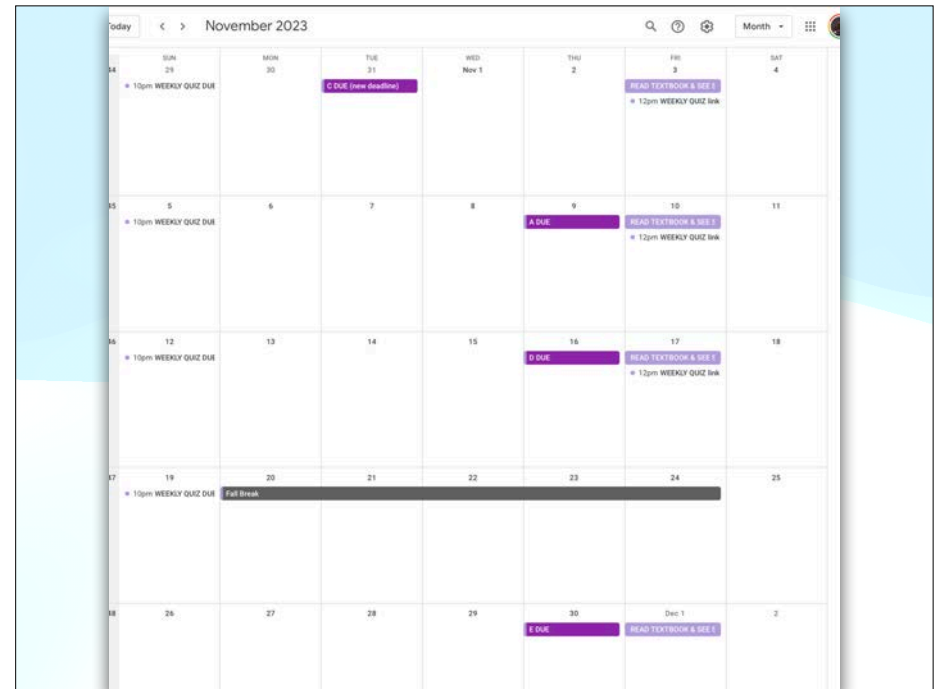 Today < > November 2023 Month
SUN MON TUE WED THU FRI SAT
44 29 30 31 Nov 1 2 3 4
10pm WEEKLY QUIZ DUE C DUE (new deadline) READ TEXTBOOK & SEE
12pm WEEKLY QUIZ link
45 5 6 7 8 9 10 11
10pm WEEKLY QUIZ DUE A DUE READ TEXTBOOK & SEE
12pm WEEKLY QUIZ link
46 12 13 14 15 16 17 18
10pm WEEKLY QUIZ DUE D DUE READ TEXTBOOK & SEE
12pm WEEKLY QUIZ link
47 19 20 21 22 23 24 25
10pm WEEKLY QUIZ DUE Fall Break
48 26 27 28 29 30 Dec 1 2
E DUE READ TEXTBOOK & SEE